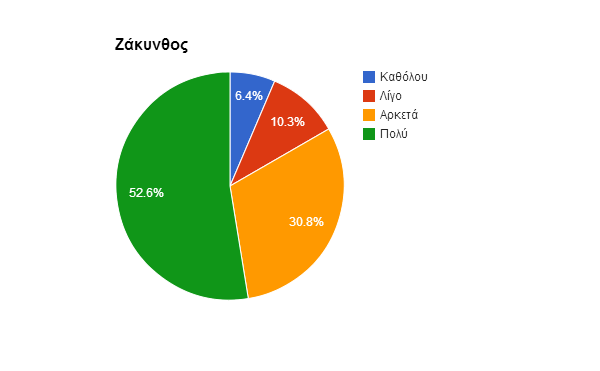 Ζάκυνθος
Καθόλου
Λίγο
Αρκετά
Πολύ
6.4%
10.3%
30.8%
52.6%